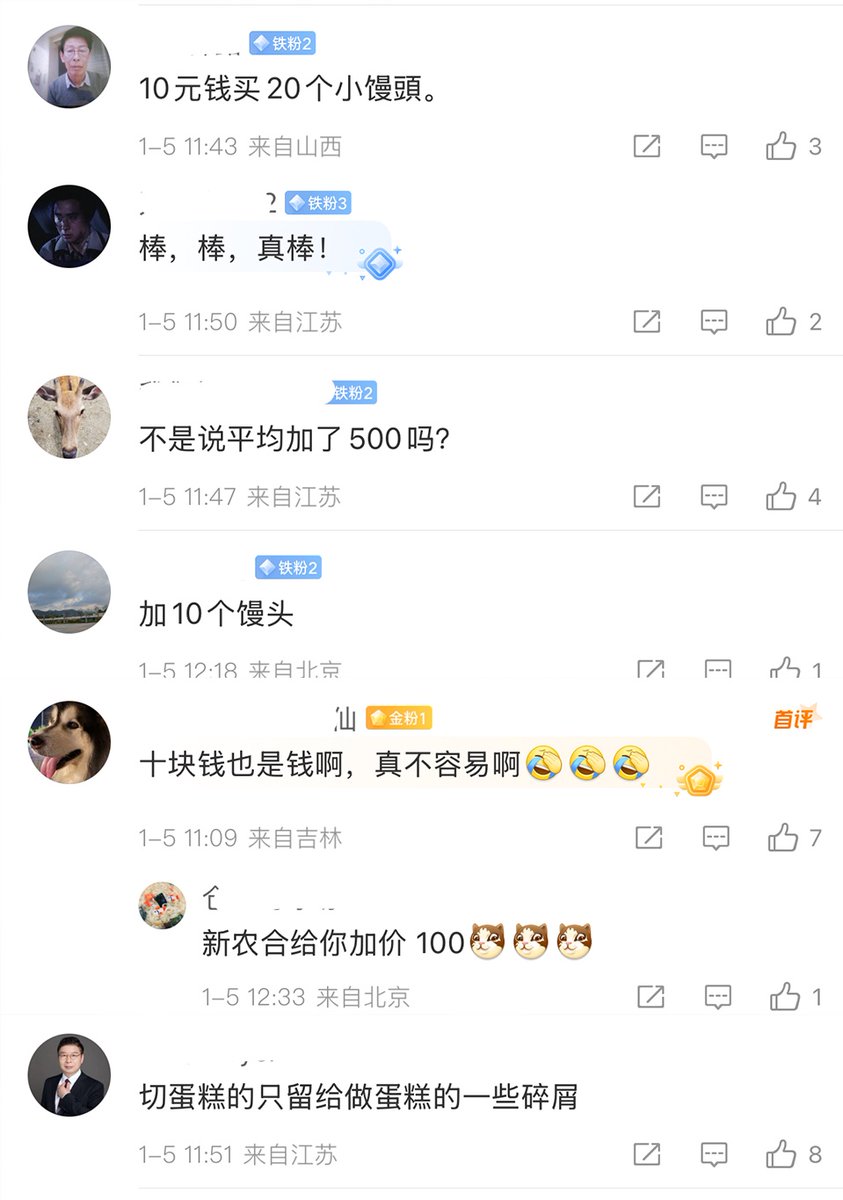 铁粉2
10元钱买20个小馒頭。
1-5 11:43 来自山西
3
2 铁粉3
棒，棒，真棒！
1-5 11:50 来自江苏
2
铁粉2
不是说平均加了500吗?
1-5 11:47 来自江苏
4
铁粉2
加10个馒头
1-5 12:18 来自北京
1
仙 金粉1
首评
十块钱也是钱啊，真不容易啊
1-5 11:09 来自吉林
7
新农合给你加价 100
1-5 12:33 来自北京
1
切蛋糕的只留给做蛋糕的一些碎屑
1-5 11:51 来自江苏
8